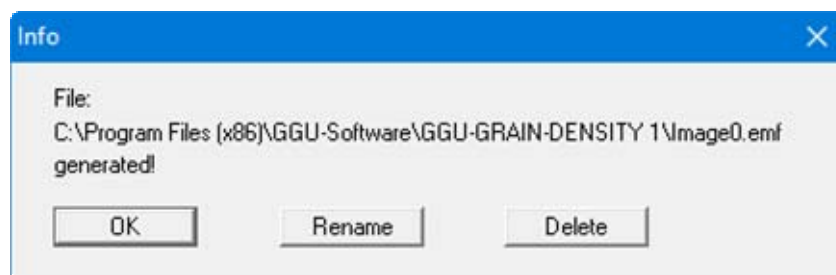 Info
File:
C:\Program Files (x86)\GGU-Software\GGU-GRAIN-DENSITY 1\Image0.emf
generated!
OK Rename Delete